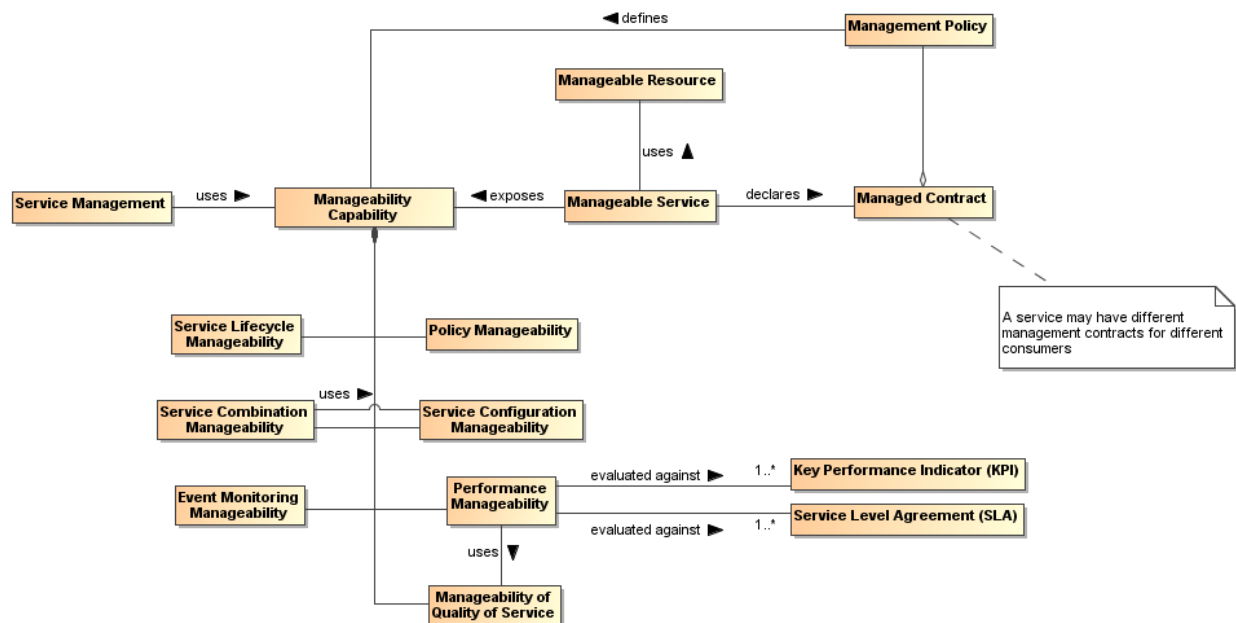 defines
Management Policy
Manageable Resource
uses
Service Management
uses
Manageability
Capability
exposes
Manageable Service
declares
Managed Contract
A service may have different
management contracts for different
consumers
Service Lifecycle
Manageability
Policy Manageability
uses
Service Combination
Manageability
Service Configuration
Manageability
evaluated against
1..*
Key Performance Indicator (KPI)
Event Monitoring
Manageability
Performance
Manageability
evaluated against
1..*
Service Level Agreement (SLA)
uses
Manageability of
Quality of Service